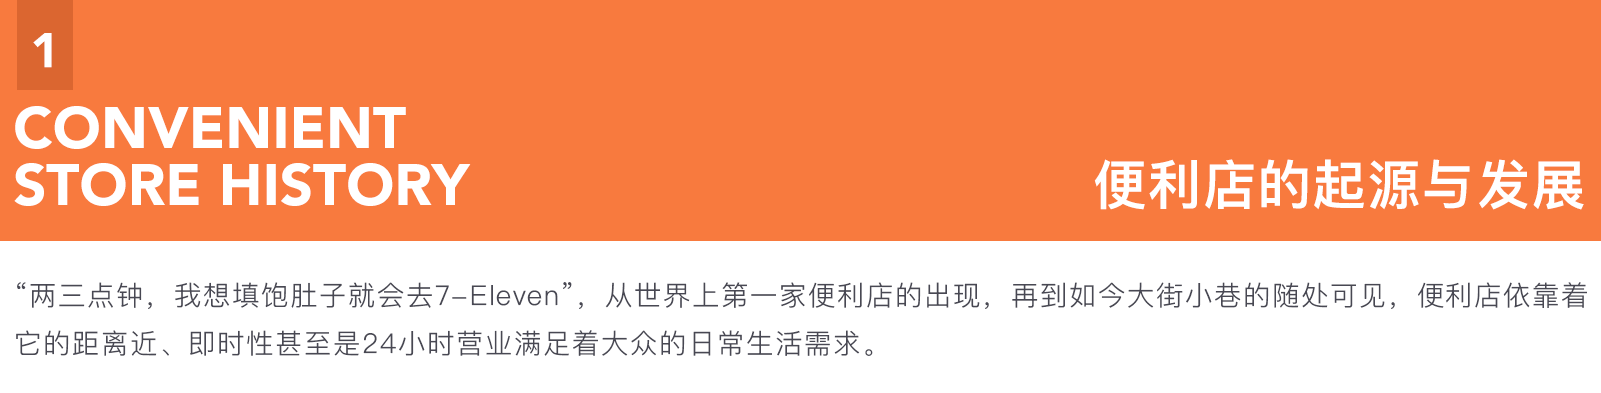 1
CONVENIENT
STORE HISTORY
便利店的起源与发展
“两三点钟，我想填饱肚子就会去7-Eleven”，从世界上第一家便利店的出现，再到如今大街小巷的随处可见，便利店依靠着
它的距离近、即时性甚至是24小时营业满足着大众的日常生活需求。